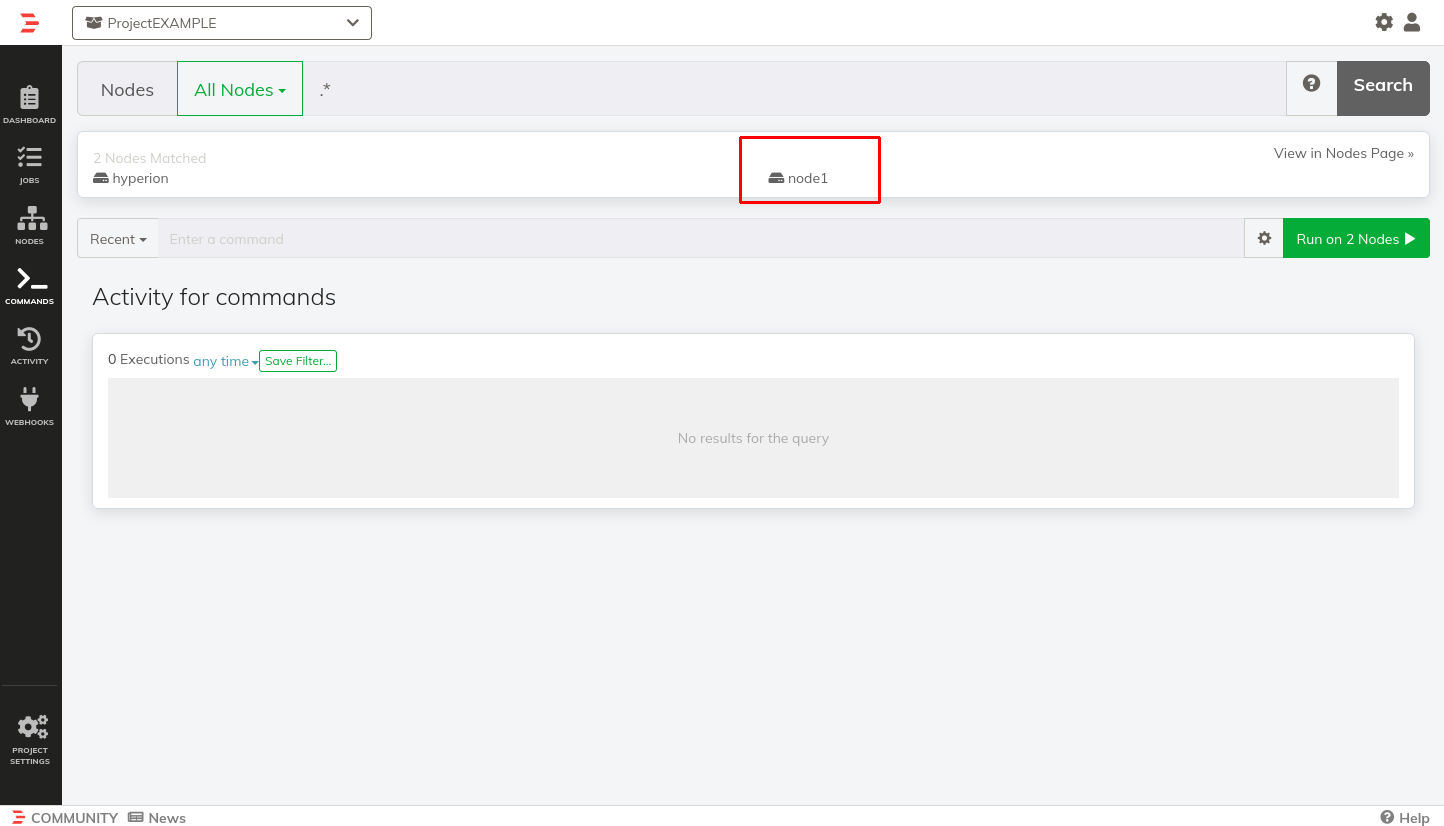 ProjectEXAMPLE
Nodes All Nodes .* Search
2 Nodes Matched View in Nodes Page »
hyperion node1
Recent Enter a command Run on 2 Nodes
Activity for commands
0 Executions any time Save Filter...
No results for the query
DASHBOARD
JOBS
NODES
COMMANDS
ACTIVITY
WEBHOOKS
PROJECT
SETTINGS
COMMUNITY News Help